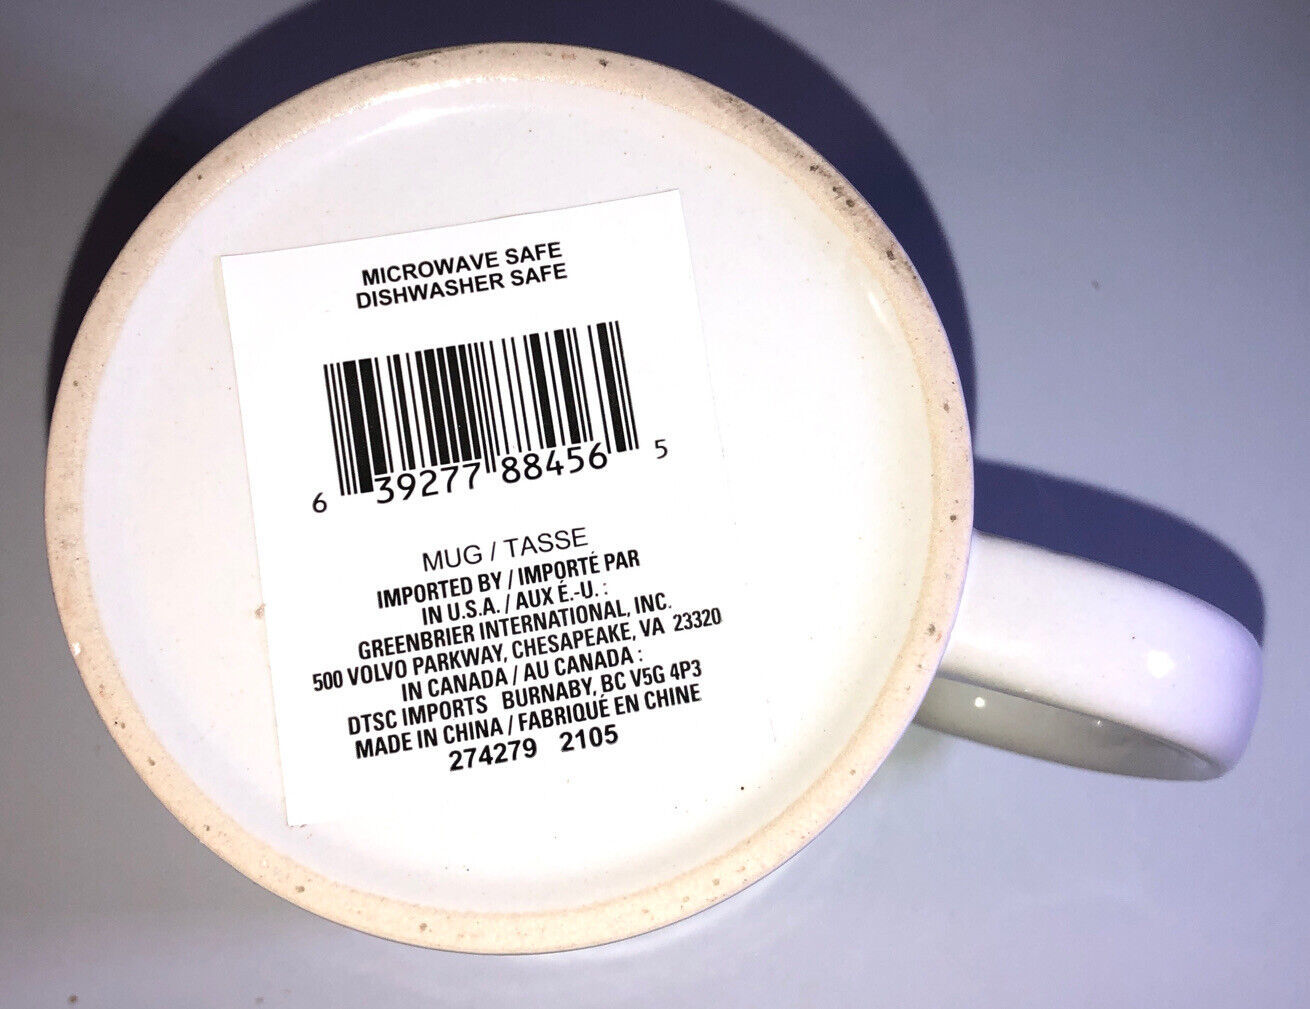 MICROWAVE SAFE
DISHWASHER SAFE
6 39277 88456 5
MUG / TASSE
IMPORTED BY / IMPORTÉ PAR
IN U.S.A. / AUX É.-U. :
GREENBRIER INTERNATIONAL, INC.
500 VOLVO PARKWAY, CHESAPEAKE, VA 23320
IN CANADA / AU CANADA :
DTSC IMPORTS BURNABY, BC V5G 4P3
MADE IN CHINA / FABRIQUÉ EN CHINE
274279 2105